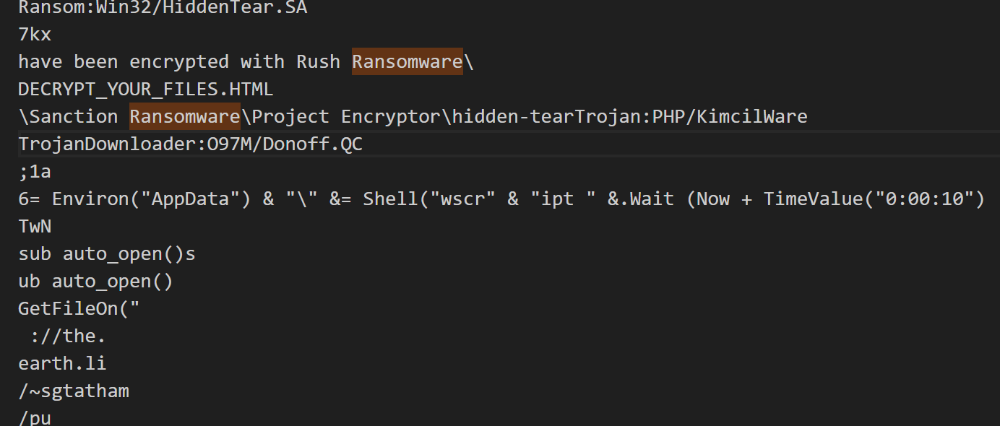 Ransom:Win32/HiddenTear.SA
7kx
have been encrypted with Rush Ransomware\
DECRYPT_YOUR_FILES.HTML
\Sanction Ransomware\Project Encryptor\hidden-tearTrojan:PHP/KimcilWare
TrojanDownloader:O97M/Donoff.QC
;1a
6= Environ("AppData") & "\" &= Shell("wscr" & "ipt " &.Wait (Now + TimeValue("0:00:10")
TwN
sub auto_open()s
ub auto_open()
GetFileOn("
://the.
earth.li
/~sgtatham
/pu